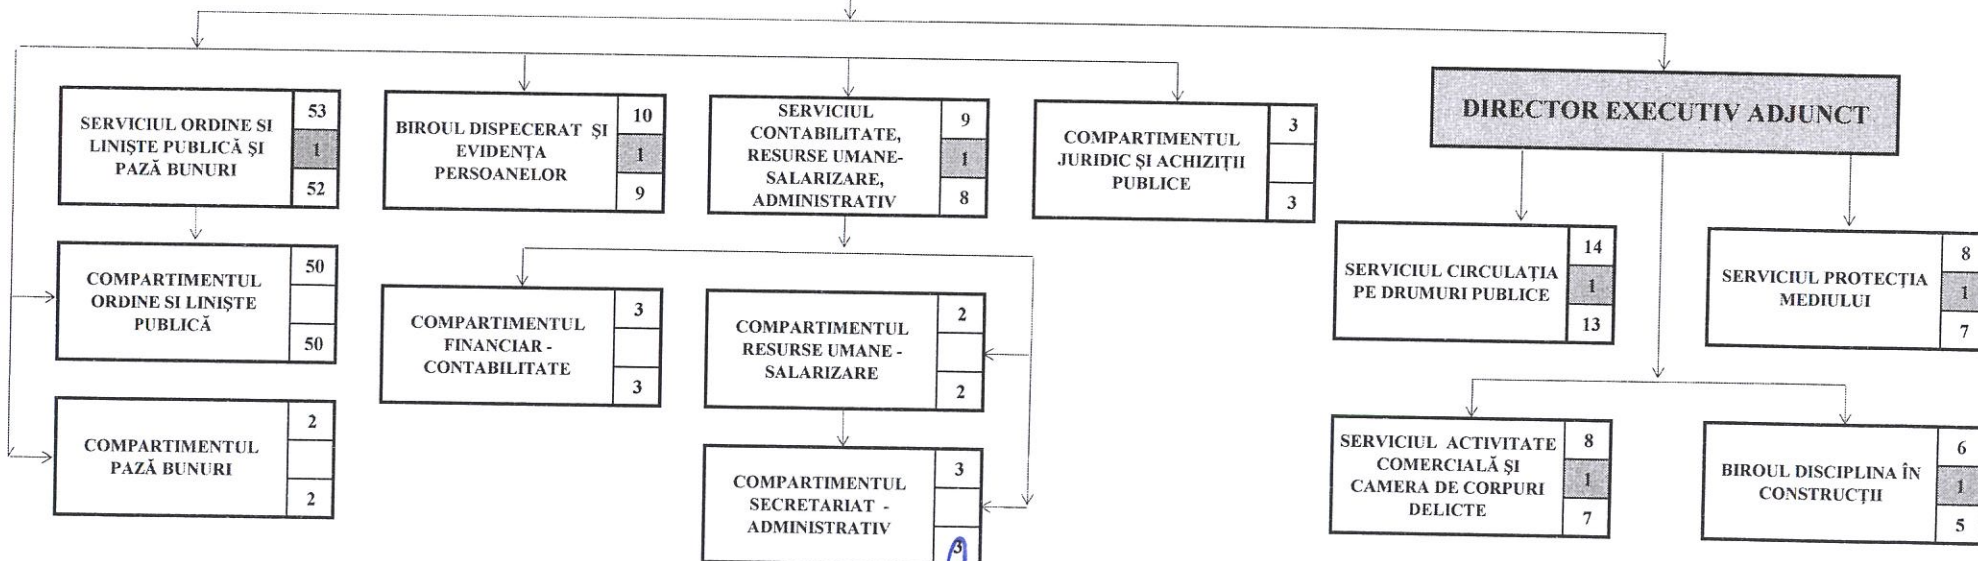 SERVICIUL ORDINE SI
LINIŞTE PUBLICĂ ŞI
PAZĂ BUNURI
53
1
52
BIROUL DISPECERAT ŞI
EVIDENŢA
PERSOANELOR
10
1
9
SERVICIUL
CONTABILITATE,
RESURSE UMANE-
SALARIZARE,
ADMINISTRATIV
9
1
8
COMPARTIMENTUL
JURIDIC ŞI ACHIZIŢII
PUBLICE
3
3
DIRECTOR EXECUTIV ADJUNCT
COMPARTIMENTUL
ORDINE SI LINIŞTE
PUBLICĂ
50
50
COMPARTIMENTUL
FINANCIAR -
CONTABILITATE
3
3
COMPARTIMENTUL
RESURSE UMANE -
SALARIZARE
2
2
SERVICIUL CIRCULAŢIA
PE DRUMURI PUBLICE
14
1
13
SERVICIUL PROTECŢIA
MEDIULUI
8
1
7
COMPARTIMENTUL
PAZĂ BUNURI
2
2
COMPARTIMENTUL
SECRETARIAT -
ADMINISTRATIV
3
3
SERVICIUL ACTIVITATE
COMERCIALĂ ŞI
CAMERA DE CORPURI
DELICTE
8
1
7
BIROUL DISCIPLINA ÎN
CONSTRUCŢII
6
1
5